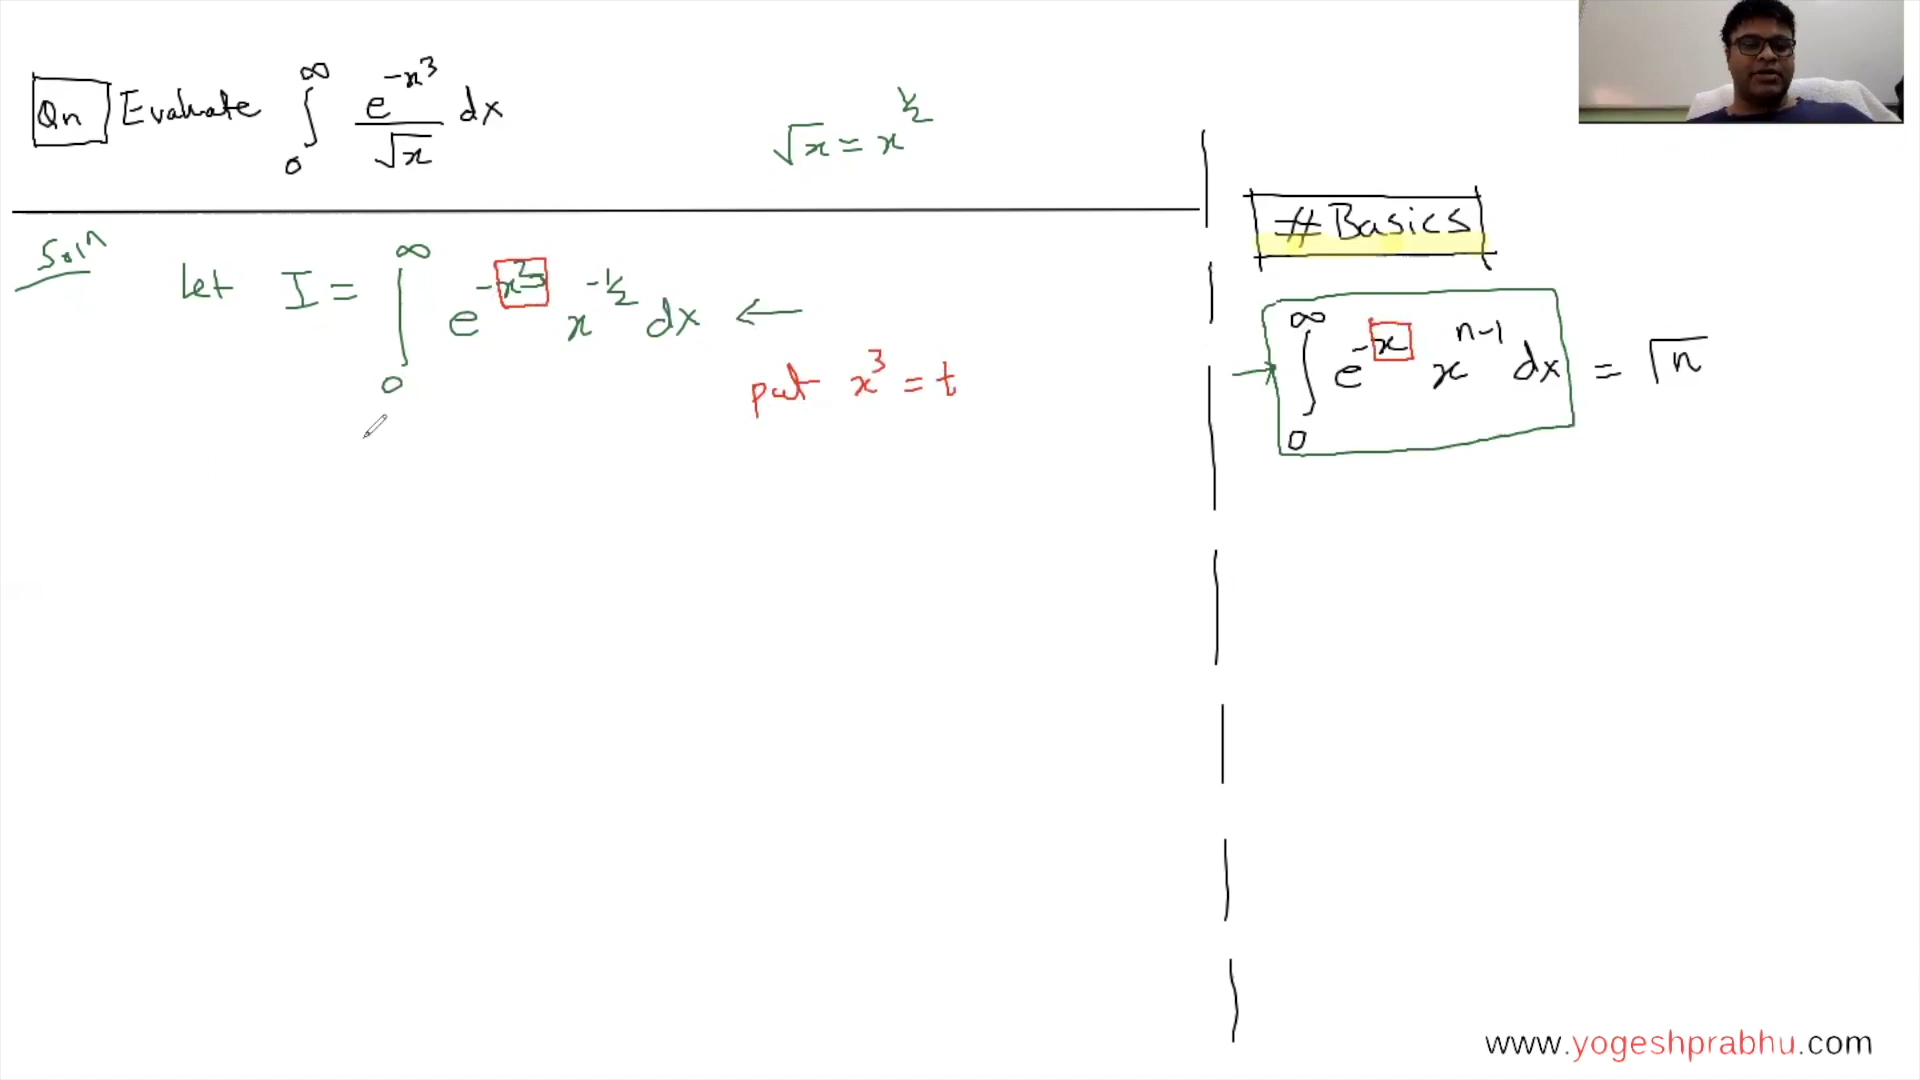 Qn Evaluate ∫₀^∞ e^{-x³}/√x dx
√x = x^{1/2}
Solⁿ
Let I = ∫₀^∞ e^{-x³} x^{-1/2} dx ←
put x³ = t
# Basics
→ ∫₀^∞ e^{-x} x^{n-1} dx = Γn
www.yogeshprabhu.com